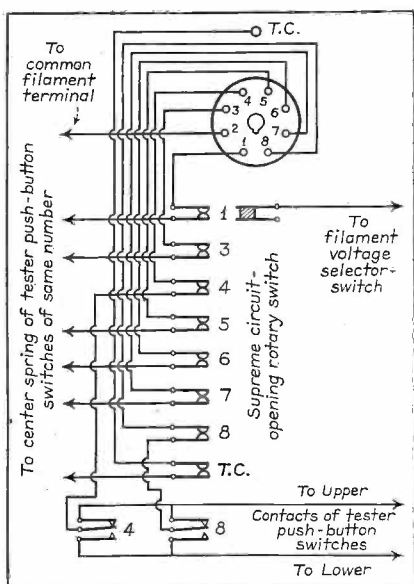 T.C.
To
common
filament
terminal
4 5
3 6
2 7
1 8
1
3
4
5
6
7
8
T.C.
To center spring of tester push-button
switches of same number
Supreme circuit-
opening rotary switch
To
filament
voltage
selector-
switch
4
8
To Upper
Contacts of tester
push-button
switches
To Lower